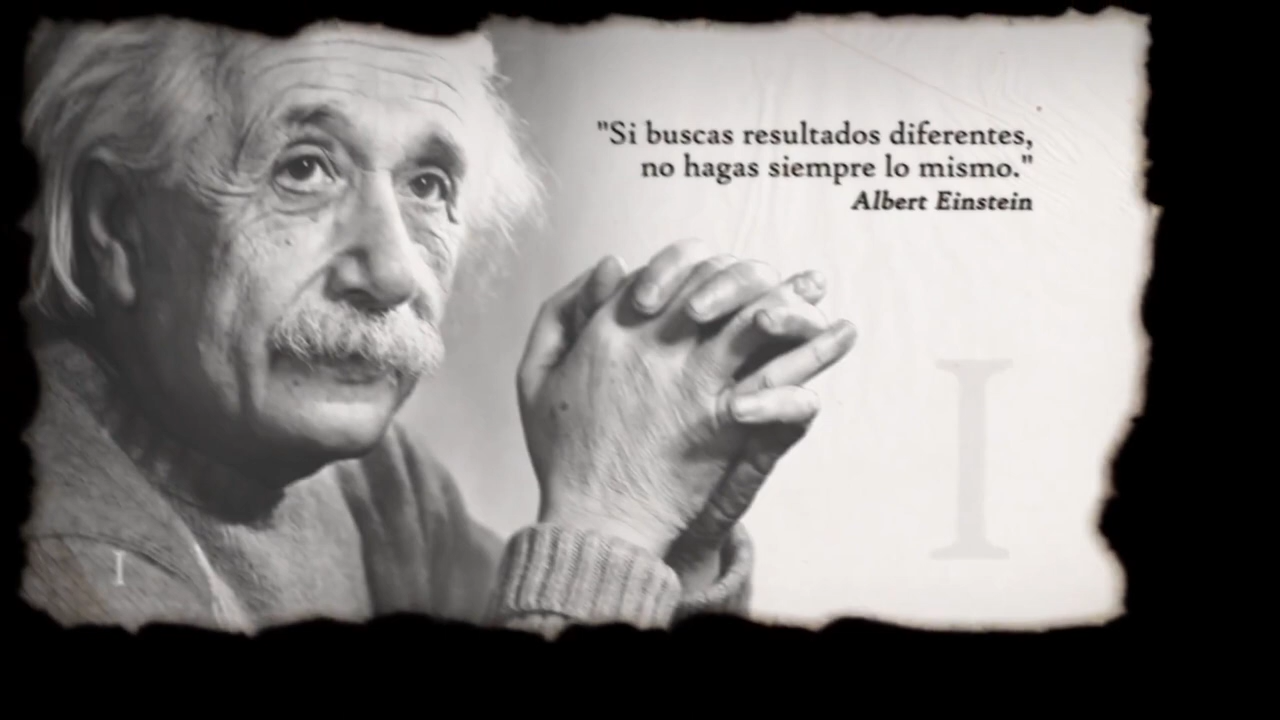 "Si buscas resultados diferentes,
no hagas siempre lo mismo."
Albert Einstein
I
I